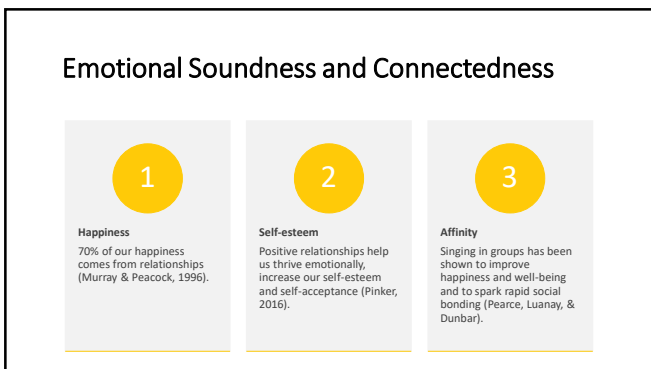 Emotional Soundness and Connectedness
1
Happiness
70% of our happiness
comes from relationships
(Murray & Peacock, 1996).
2
Self-esteem
Positive relationships help
us thrive emotionally,
increase our self-esteem
and self-acceptance (Pinker,
2016).
3
Affinity
Singing in groups has been
shown to improve
happiness and well-being
and to spark rapid social
bonding (Pearce, Luanay, &
Dunbar).